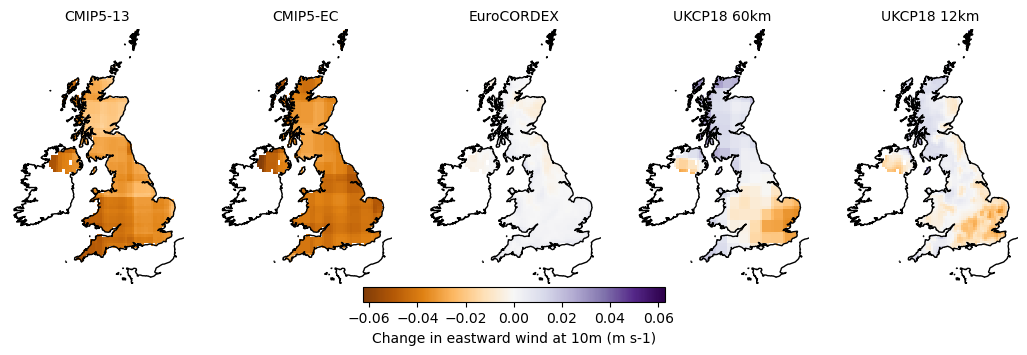 CMIP5-13 CMIP5-EC EuroCORDEX UKCP18 60km UKCP18 12km
−0.06 −0.04 −0.02 0.00 0.02 0.04 0.06
Change in eastward wind at 10m (m s-1)